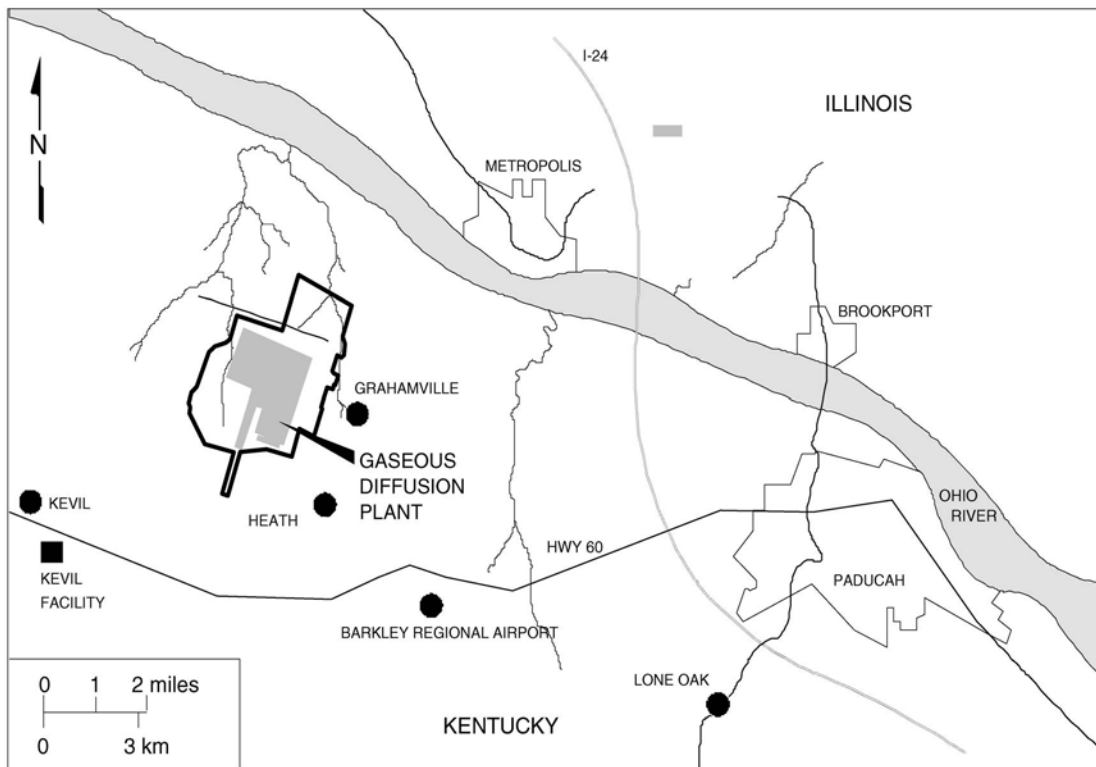 I-24
ILLINOIS
N
METROPOLIS
BROOKPORT
GRAHAMVILLE
GASEOUS
DIFFUSION
PLANT
KEVIL
HEATH
OHIO
RIVER
HWY 60
KEVIL
FACILITY
PADUCAH
BARKLEY REGIONAL AIRPORT
LONE OAK
0 1 2 miles
0 3 km
KENTUCKY